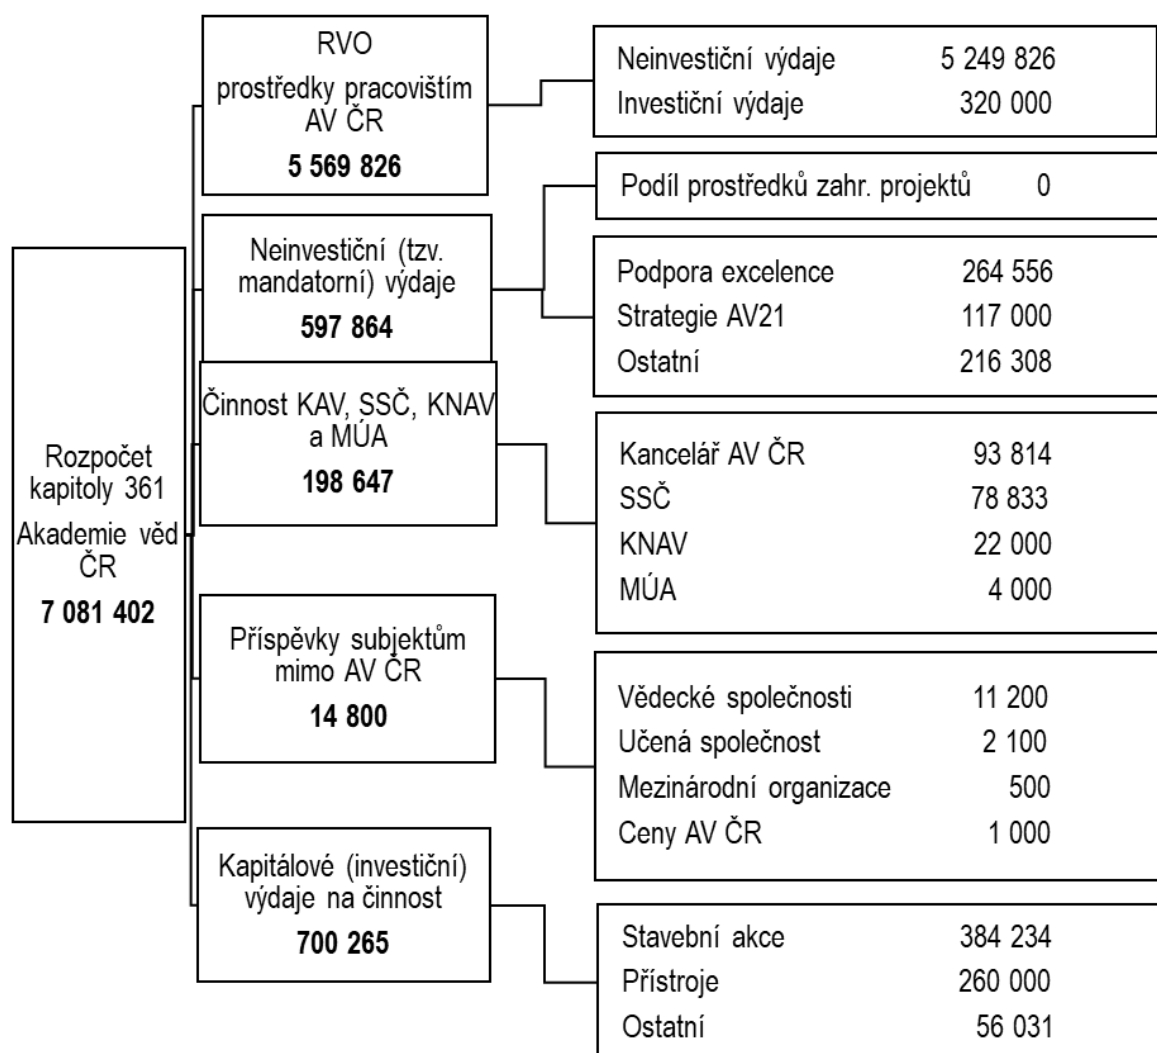 Rozpočet
kapitoly 361
Akademie věd
ČR
7 081 402
RVO
prostředky pracovištím
AV ČR
5 569 826
Neinvestiční výdaje 5 249 826
Investiční výdaje 320 000
Neinvestiční (tzv.
mandatorní) výdaje
597 864
Podíl prostředků zahr. projektů 0
Podpora excelence 264 556
Strategie AV21 117 000
Ostatní 216 308
Činnost KAV, SSČ, KNAV
a MÚA
198 647
Kancelář AV ČR 93 814
SSČ 78 833
KNAV 22 000
MÚA 4 000
Příspěvky subjektům
mimo AV ČR
14 800
Vědecké společnosti 11 200
Učená společnost 2 100
Mezinárodní organizace 500
Ceny AV ČR 1 000
Kapitálové (investiční)
výdaje na činnost
700 265
Stavební akce 384 234
Přístroje 260 000
Ostatní 56 031